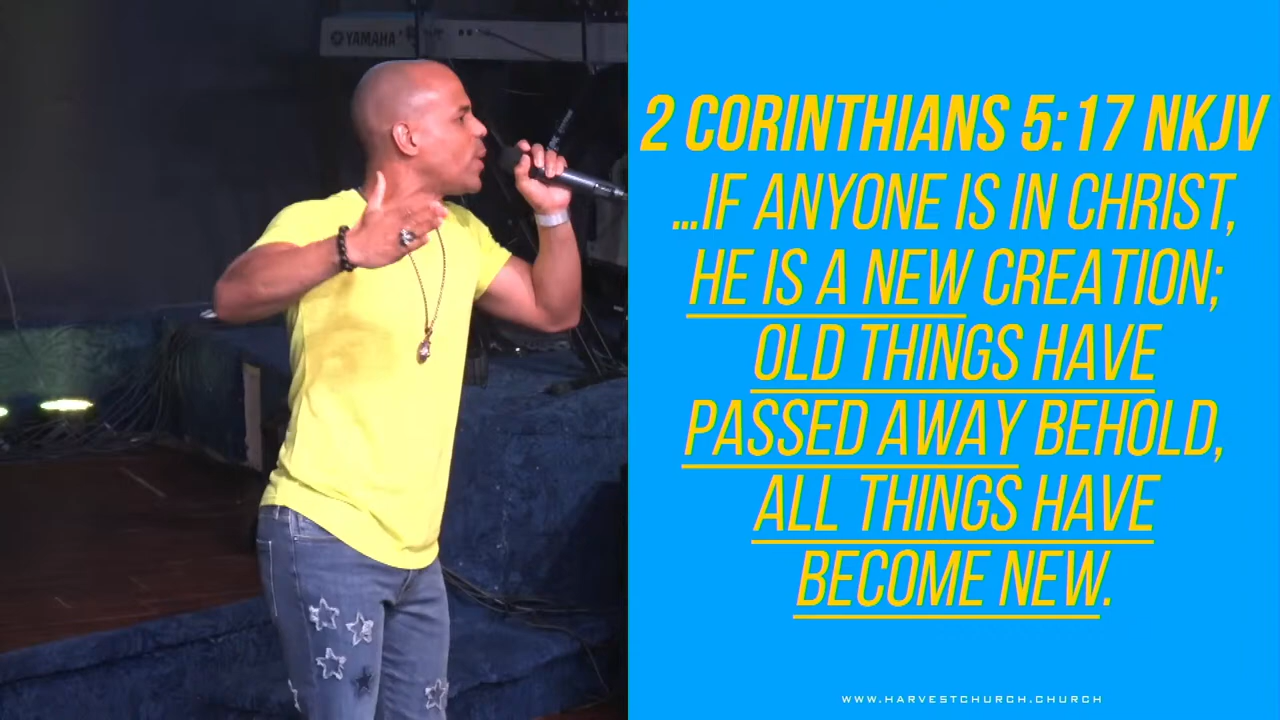 YAMAHA
2 CORINTHIANS 5:17 NKJV
...IF ANYONE IS IN CHRIST,
HE IS A NEW CREATION;
OLD THINGS HAVE
PASSED AWAY BEHOLD,
ALL THINGS HAVE
BECOME NEW.
WWW.HARVESTCHURCH.CHURCH